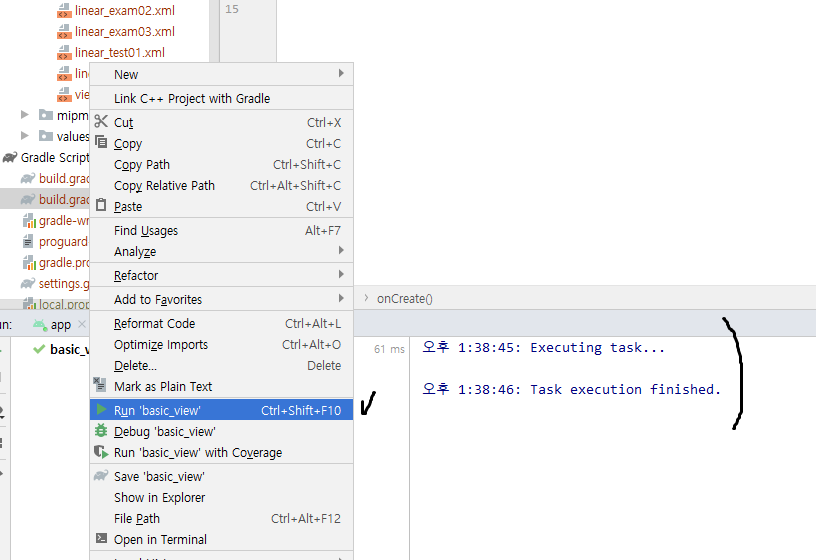 linear_exam02.xml
15
linear_exam03.xml
linear_test01.xml
lin
vie
mipm
values
Gradle Script
build.grad
build.grad
gradle-wr
proguard
gradle.pro
settings.g
local.prop
New
Link C++ Project with Gradle
Cut Ctrl+X
Copy Ctrl+C
Copy Path Ctrl+Shift+C
Copy Relative Path Ctrl+Alt+Shift+C
Paste Ctrl+V
Find Usages Alt+F7
Analyze
Refactor
Add to Favorites
Reformat Code Ctrl+Alt+L
Optimize Imports Ctrl+Alt+O
Delete... Delete
Mark as Plain Text
Run 'basic_view' Ctrl+Shift+F10
Debug 'basic_view'
Run 'basic_view' with Coverage
Save 'basic_view'
Show in Explorer
File Path Ctrl+Alt+F12
Open in Terminal
onCreate()
un: app
basic_v 61 ms
오후 1:38:45: Executing task...
오후 1:38:46: Task execution finished.